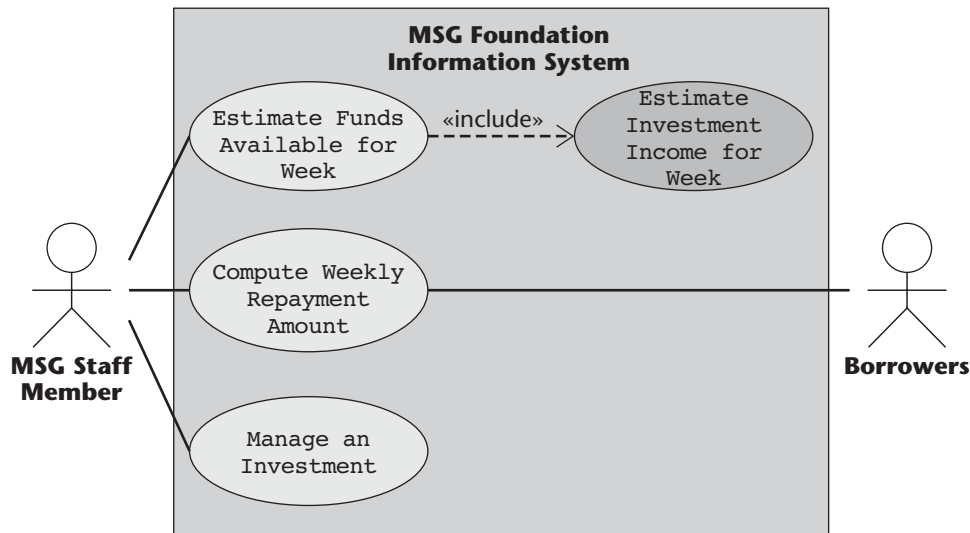 MSG Foundation
Information System
Estimate Funds
Available for
Week
«include»
Estimate
Investment
Income for
Week
Compute Weekly
Repayment
Amount
MSG Staff
Member
Borrowers
Manage an
Investment